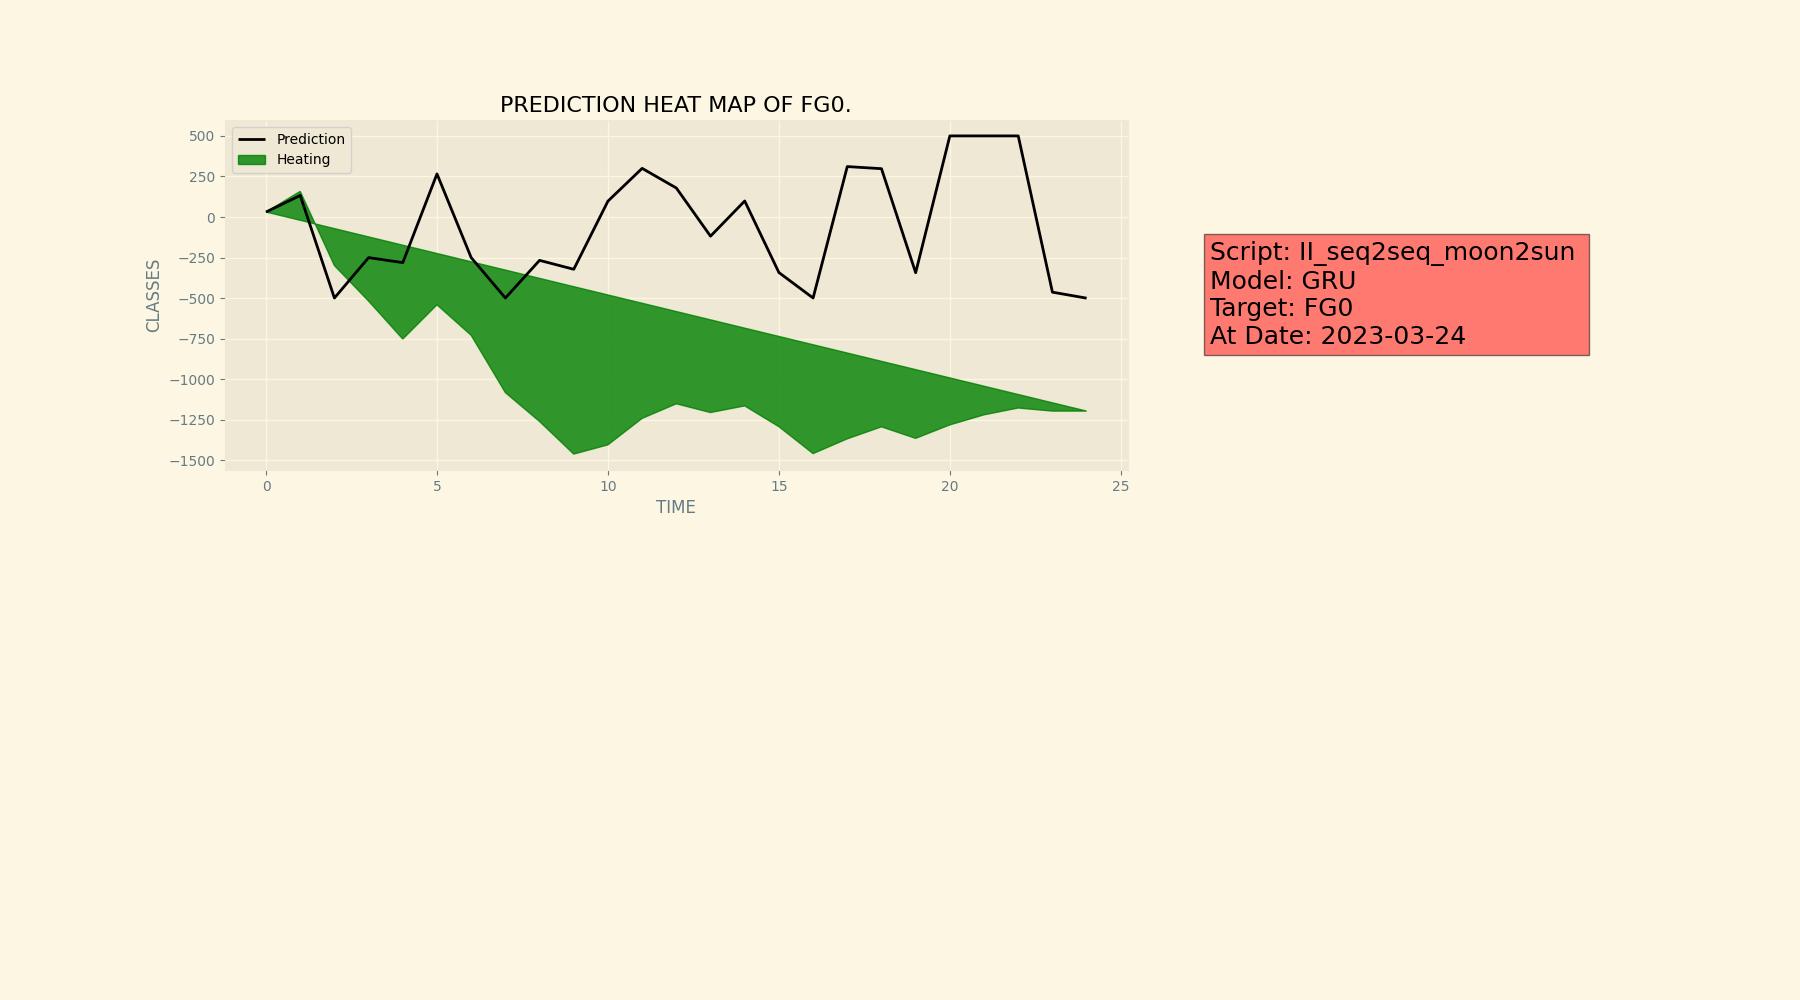 PREDICTION HEAT MAP OF FG0.
Prediction
Heating
500
250
0
−250
−500
−750
−1000
−1250
−1500
CLASSES
0 5 10 15 20 25
TIME
Script: II_seq2seq_moon2sun
Model: GRU
Target: FG0
At Date: 2023-03-24